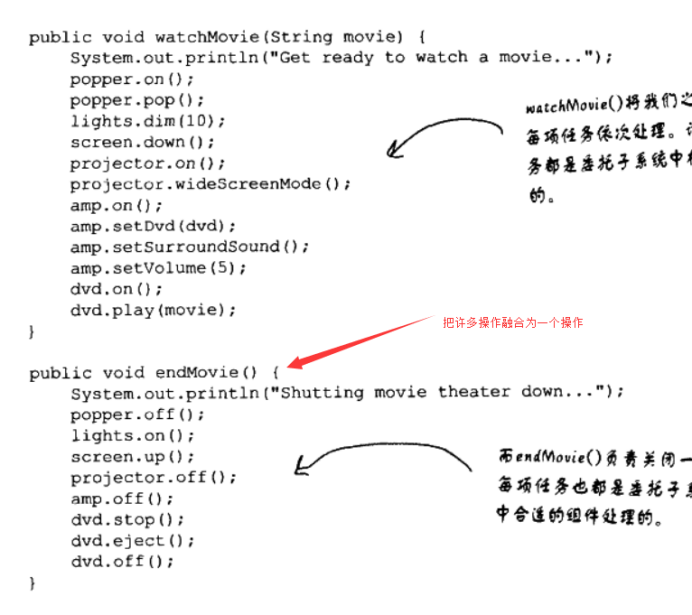 public void watchMovie(String movie) {
System.out.println("Get ready to watch a movie...");
popper.on();
popper.pop();
lights.dim(10);
screen.down();
projector.on();
projector.wideScreenMode();
amp.on();
amp.setDvd(dvd);
amp.setSurroundSound();
amp.setVolume(5);
dvd.on();
dvd.play(movie);
}
watchMovie()将我们之
每项任务依次处理。
务都是委托子系统中
的。
把许多操作融合为一个操作
public void endMovie() {
System.out.println("Shutting movie theater down...");
popper.off();
lights.on();
screen.up();
projector.off();
amp.off();
dvd.stop();
dvd.eject();
dvd.off();
}
而endMovie()负责关闭一
每项任务也都是委托子系
中合适的组件处理的。